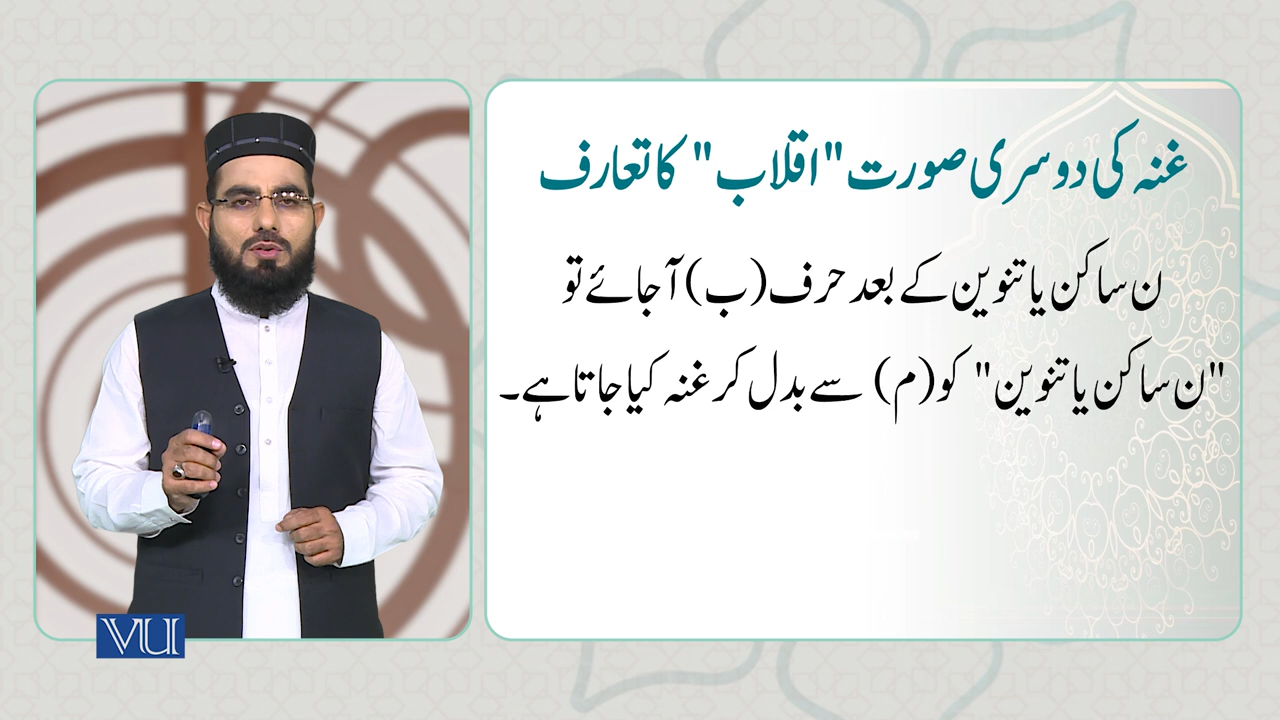 غنہ کی دوسری صورت "اقلاب" کا تعارف
ن ساکن یا تنوین کے بعد حرف (ب) آجائے تو
"ن ساکن یا تنوین" کو (م) سے بدل کر غنہ کیا جاتا ہے۔
VU